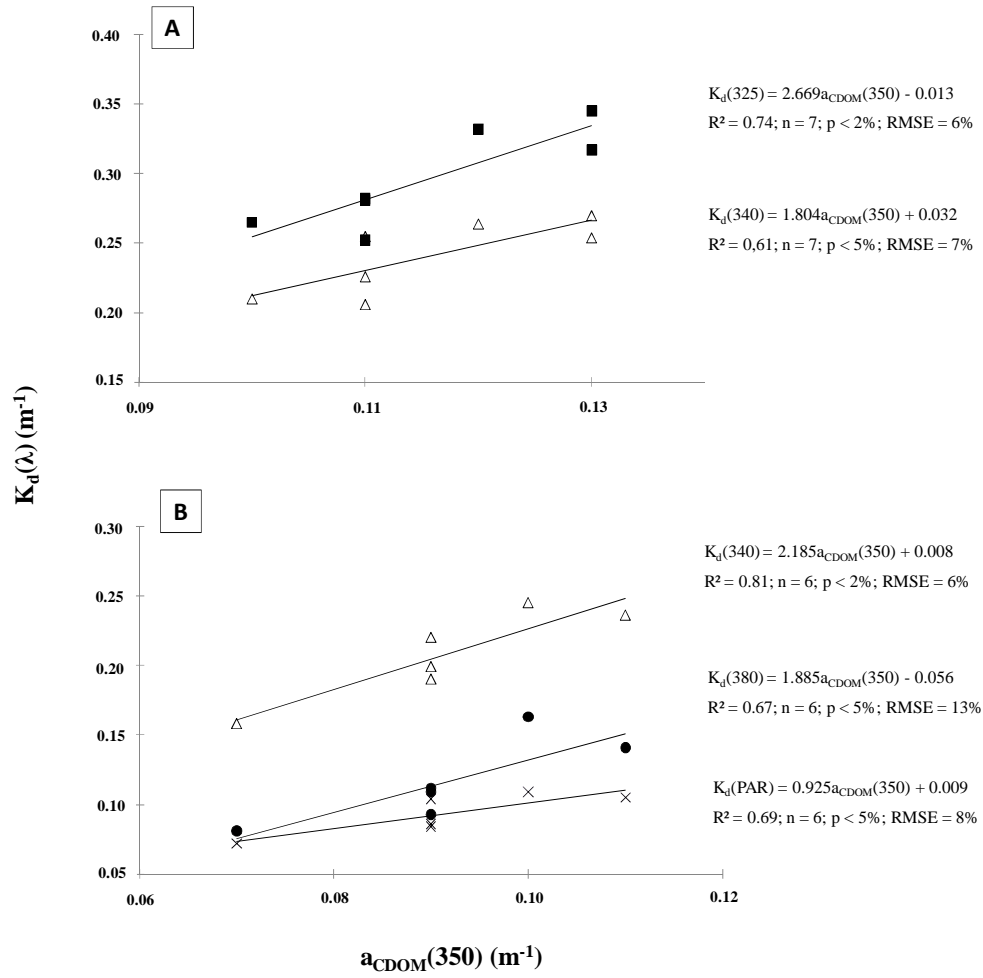 A
0.40
0.35
0.30
0.25
0.20
0.15
0.09
0.11
0.13
K_d(325) = 2.669a_CDOM(350) - 0.013
R² = 0.74; n = 7; p < 2%; RMSE = 6%
K_d(340) = 1.804a_CDOM(350) + 0.032
R² = 0,61; n = 7; p < 5%; RMSE = 7%
K_d(λ) (m⁻¹)
B
0.30
0.25
0.20
0.15
0.10
0.05
0.06
0.08
0.10
0.12
K_d(340) = 2.185a_CDOM(350) + 0.008
R² = 0.81; n = 6; p < 2%; RMSE = 6%
K_d(380) = 1.885a_CDOM(350) - 0.056
R² = 0.67; n = 6; p < 5%; RMSE = 13%
K_d(PAR) = 0.925a_CDOM(350) + 0.009
R² = 0.69; n = 6; p < 5%; RMSE = 8%
a_CDOM(350) (m⁻¹)